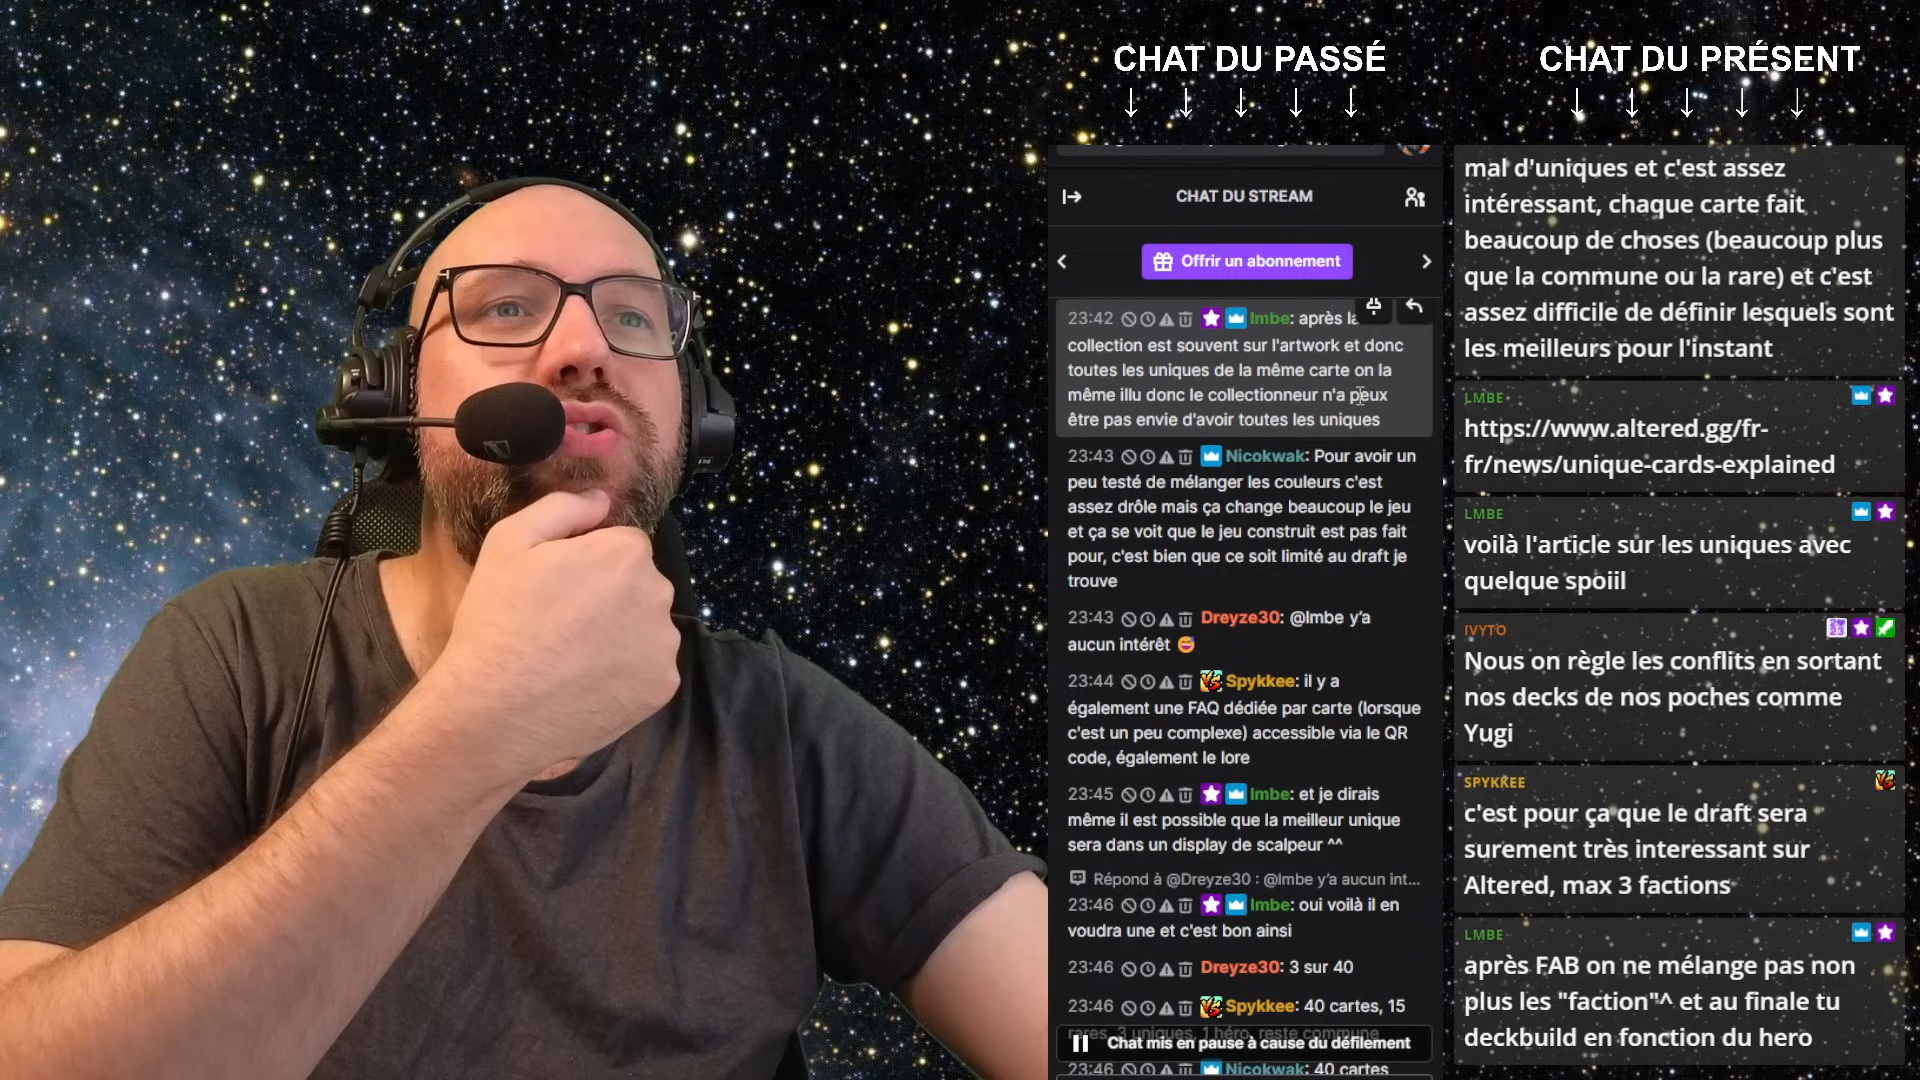 CHAT DU PASSÉ
↓ ↓ ↓ ↓ ↓
CHAT DU STREAM
Offrir un abonnement
23:42 lmbe: après la
collection est souvent sur l'artwork et donc
toutes les uniques de la même carte on la
même illu donc le collectionneur n'a peux
être pas envie d'avoir toutes les uniques
23:43 Nicokwak: Pour avoir un
peu testé de mélanger les couleurs c'est
assez drôle mais ça change beaucoup le jeu
et ça se voit que le jeu construit est pas fait
pour, c'est bien que ce soit limité au draft je
trouve
23:43 Dreyze30: @lmbe y'a
aucun intérêt 😅
23:44 Spykkee: il y a
également une FAQ dédiée par carte (lorsque
c'est un peu complexe) accessible via le QR
code, également le lore
23:45 lmbe: et je dirais
même il est possible que la meilleur unique
sera dans un display de scalpeur ^^
Répond à @Dreyze30 : @lmbe y'a aucun int...
23:46 lmbe: oui voilà il en
voudra une et c'est bon ainsi
23:46 Dreyze30: 3 sur 40
23:46 Spykkee: 40 cartes, 15
rares, 3 uniques, 1 héro, reste commune
Chat mis en pause à cause du défilement
23:46 Nicokwak: 40 cartes
CHAT DU PRÉSENT
↓ ↓ ↓ ↓ ↓
mal d'uniques et c'est assez
intéressant, chaque carte fait
beaucoup de choses (beaucoup plus
que la commune ou la rare) et c'est
assez difficile de définir lesquels sont
les meilleurs pour l'instant
LMBE
https://www.altered.gg/fr-
fr/news/unique-cards-explained
LMBE
voilà l'article sur les uniques avec
quelque spoiil
IVYTO
Nous on règle les conflits en sortant
nos decks de nos poches comme
Yugi
SPYKKEE
c'est pour ça que le draft sera
surement très interessant sur
Altered, max 3 factions
LMBE
après FAB on ne mélange pas non
plus les "faction"^ et au finale tu
deckbuild en fonction du hero